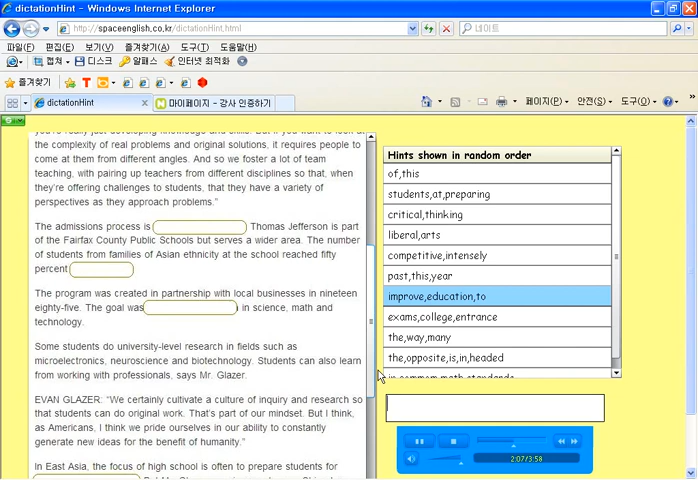 dictationHint - Windows Internet Explorer
http://spaceenglish.co.kr/dictationHint.html
네이트
파일(F) 편집(E) 보기(V) 즐겨찾기(A) 도구(T) 도움말(H)
캡쳐 디스크 알패스 인터넷 최적화
즐겨찾기
dictationHint
마이페이지 - 강사 인증하기
페이지(P) 안전(S) 도구(O)
the complexity of real problems and original solutions, it requires people to
come at them from different angles. And so we foster a lot of team
teaching, with pairing up teachers from different disciplines so that, when
they're offering challenges to students, that they have a variety of
perspectives as they approach problems."
The admissions process is Thomas Jefferson is part
of the Fairfax County Public Schools but serves a wider area. The number
of students from families of Asian ethnicity at the school reached fifty
percent
The program was created in partnership with local businesses in nineteen
eighty-five. The goal was in science, math and
technology.
Some students do university-level research in fields such as
microelectronics, neuroscience and biotechnology. Students can also learn
from working with professionals, says Mr. Glazer.
EVAN GLAZER: "We certainly cultivate a culture of inquiry and research so
that students can do original work. That's part of our mindset. But I think,
as Americans, I think we pride ourselves in our ability to constantly
generate new ideas for the benefit of humanity."
In East Asia, the focus of high school is often to prepare students for
Hints shown in random order
of,this
students,at,preparing
critical,thinking
liberal,arts
competitive,intensely
past,this,year
improve,education,to
exams,college,entrance
the,way,many
the,opposite,is,in,headed
in,common,math,standards
2:07/3:58